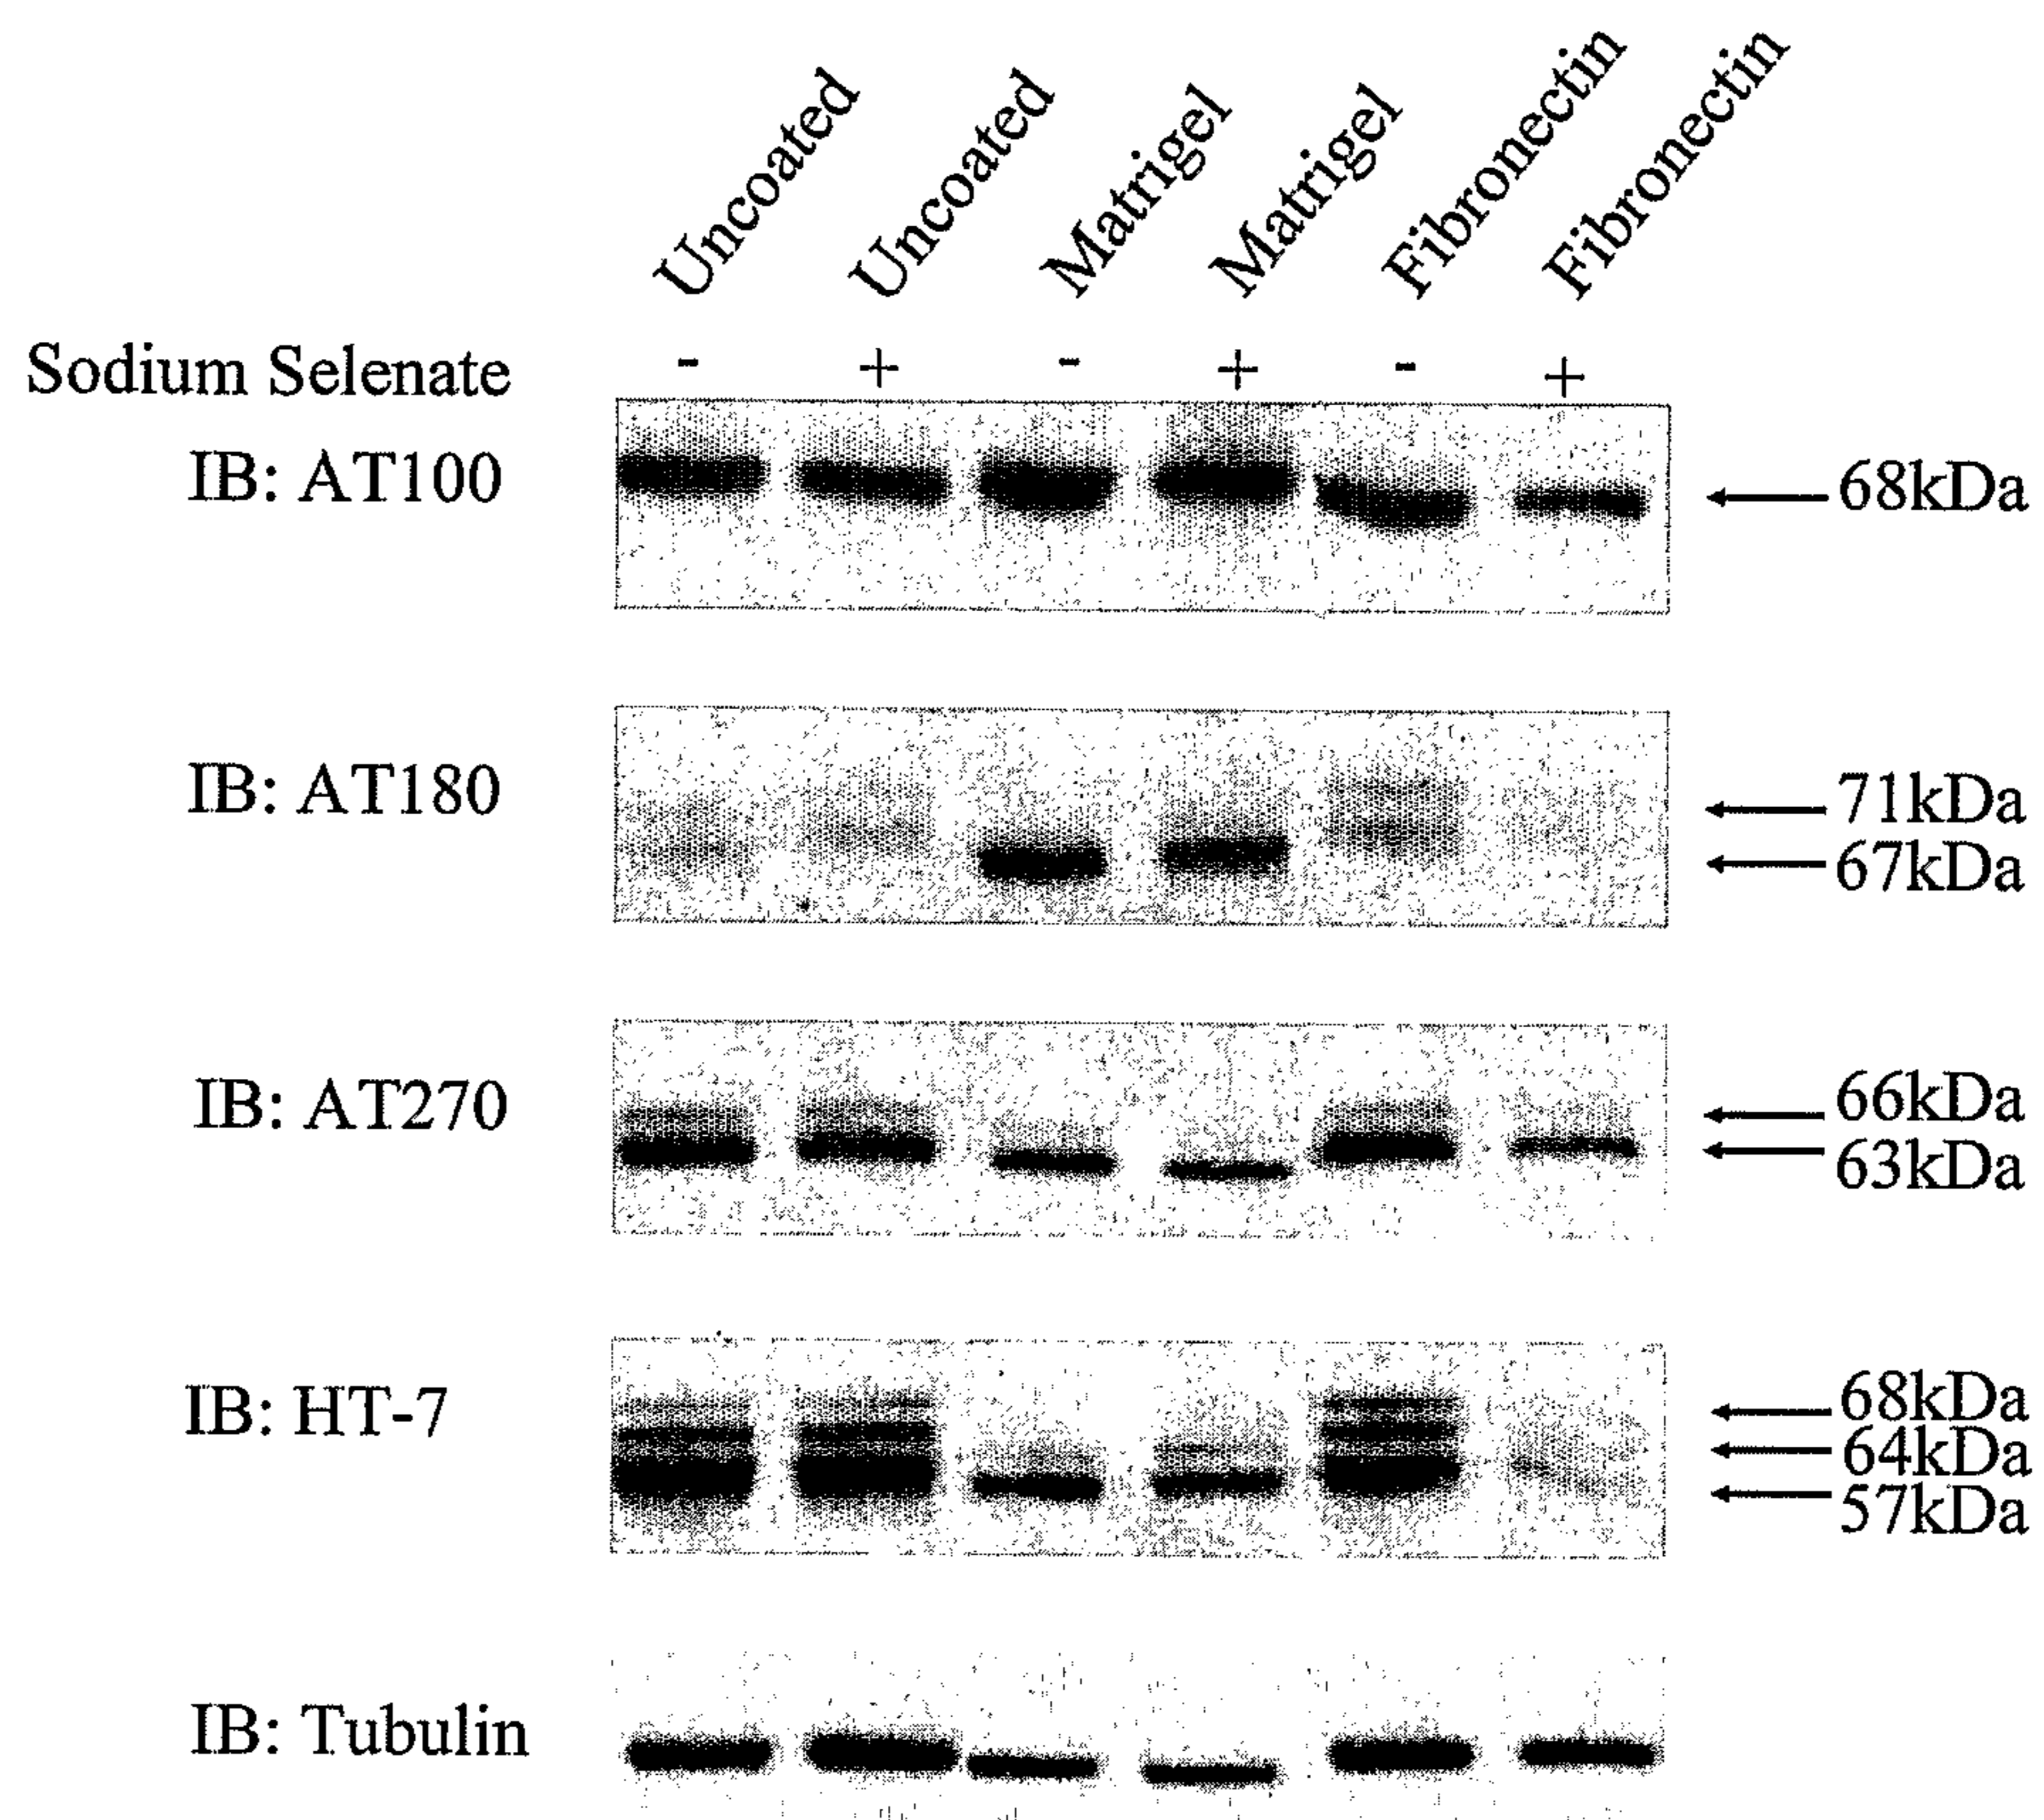 Uncoated
Uncoated
Matrigel
Matrigel
Fibronectin
Fibronectin
Sodium Selenate - + - + - +
IB: AT100
68kDa
IB: AT180
71kDa
67kDa
IB: AT270
66kDa
63kDa
IB: HT-7
68kDa
64kDa
57kDa
IB: Tubulin